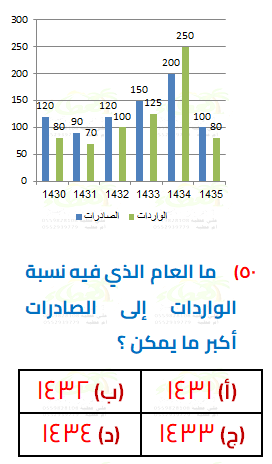 300
250
200
150
100
50
0
120 80
90 70
120 100
150 125
200 250
100 80
1430 1431 1432 1433 1434 1435
الصادرات الواردات
٥٠) ما العام الذي فيه نسبة
الواردات إلى الصادرات
أكبر ما يمكن ؟
(أ) ١٤٣١ (ب) ١٤٣٢
(ج) ١٤٣٣ (د) ١٤٣٤